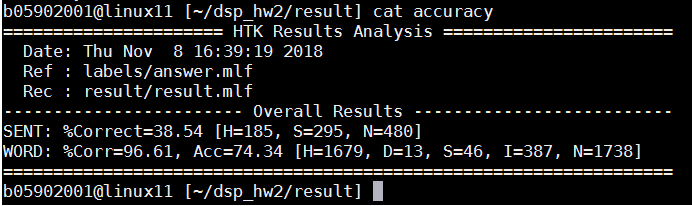 b05902001@linux11 [~/dsp_hw2/result] cat accuracy
====================== HTK Results Analysis =======================
  Date: Thu Nov  8 16:39:19 2018
  Ref : labels/answer.mlf
  Rec : result/result.mlf
------------------------ Overall Results --------------------------
SENT: %Correct=38.54 [H=185, S=295, N=480]
WORD: %Corr=96.61, Acc=74.34 [H=1679, D=13, S=46, I=387, N=1738]
===================================================================
b05902001@linux11 [~/dsp_hw2/result]